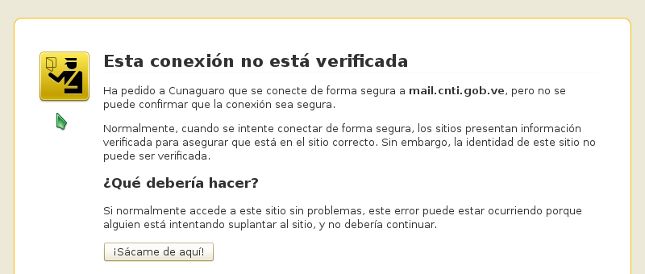 Esta conexión no está verificada
Ha pedido a Cunaguaro que se conecte de forma segura a mail.cnti.gob.ve, pero no se
puede confirmar que la conexión sea segura.
Normalmente, cuando se intente conectar de forma segura, los sitios presentan información
verificada para asegurar que está en el sitio correcto. Sin embargo, la identidad de este sitio no
puede ser verificada.
¿Qué debería hacer?
Si normalmente accede a este sitio sin problemas, este error puede estar ocurriendo porque
alguien está intentando suplantar al sitio, y no debería continuar.
¡Sácame de aquí!